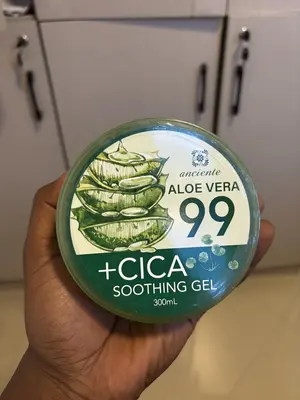 anciente
ALOE VERA
99
+CICA
SOOTHING GEL
300mL